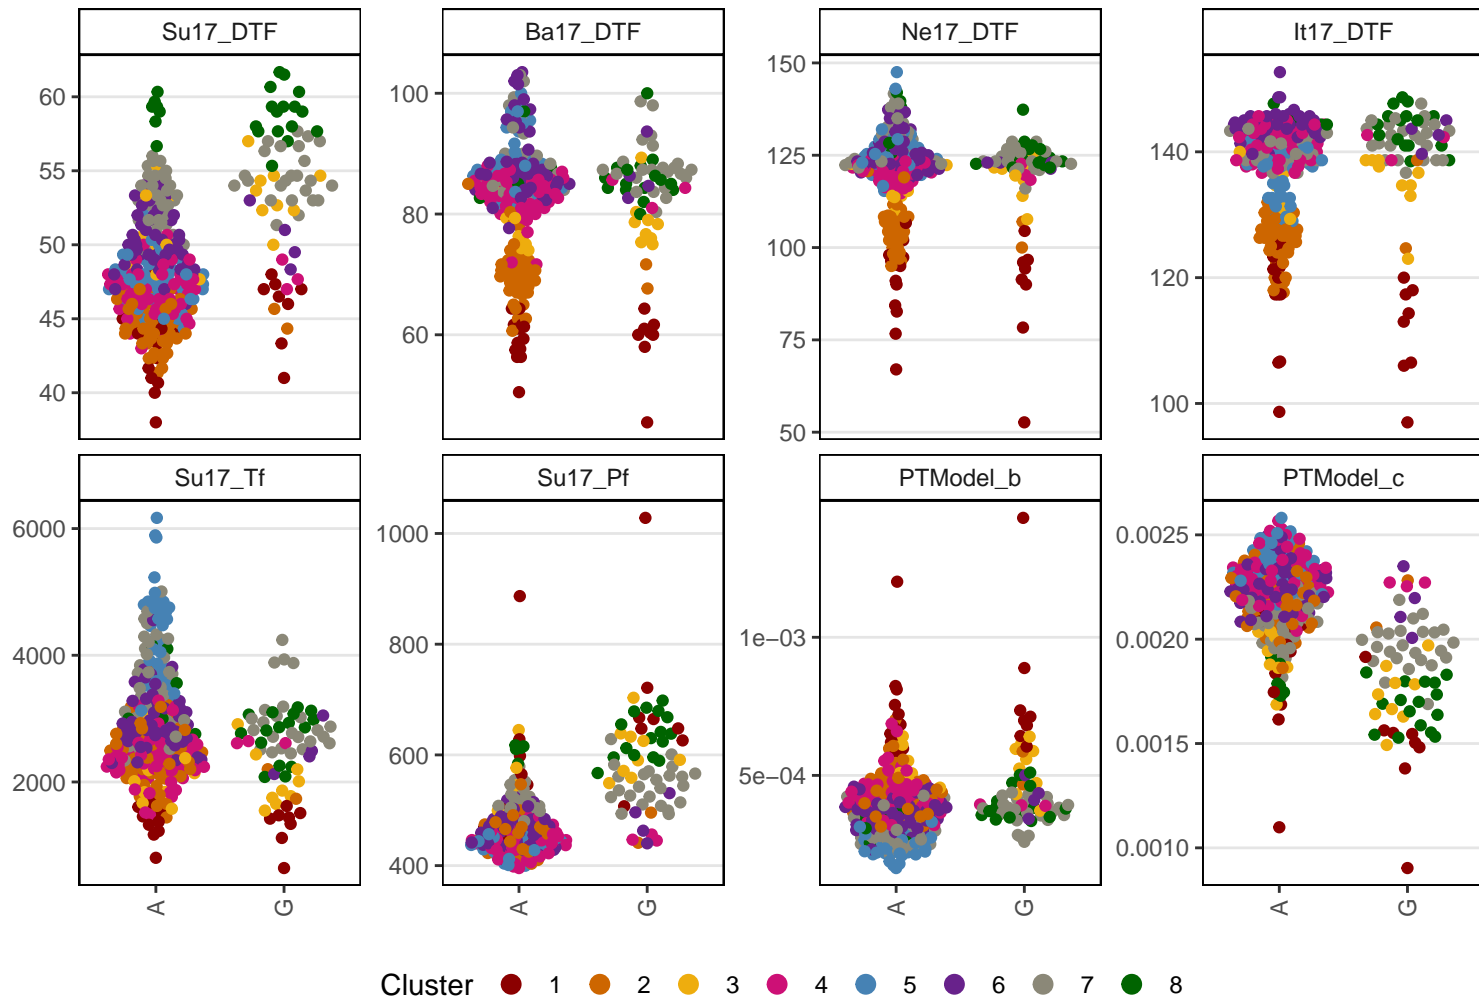 Su17_DTF Ba17_DTF Ne17_DTF It17_DTF
60 100 150 140
55 80 125 120
50 60 100 100
45 75
40 50
Su17_Tf Su17_Pf PTModel_b PTModel_c
6000 1000 1e−03 0.0025
4000 800 5e−04 0.0020
2000 600 0.0015
400 0.0010
A G A G A G A G
Cluster 1 2 3 4 5 6 7 8